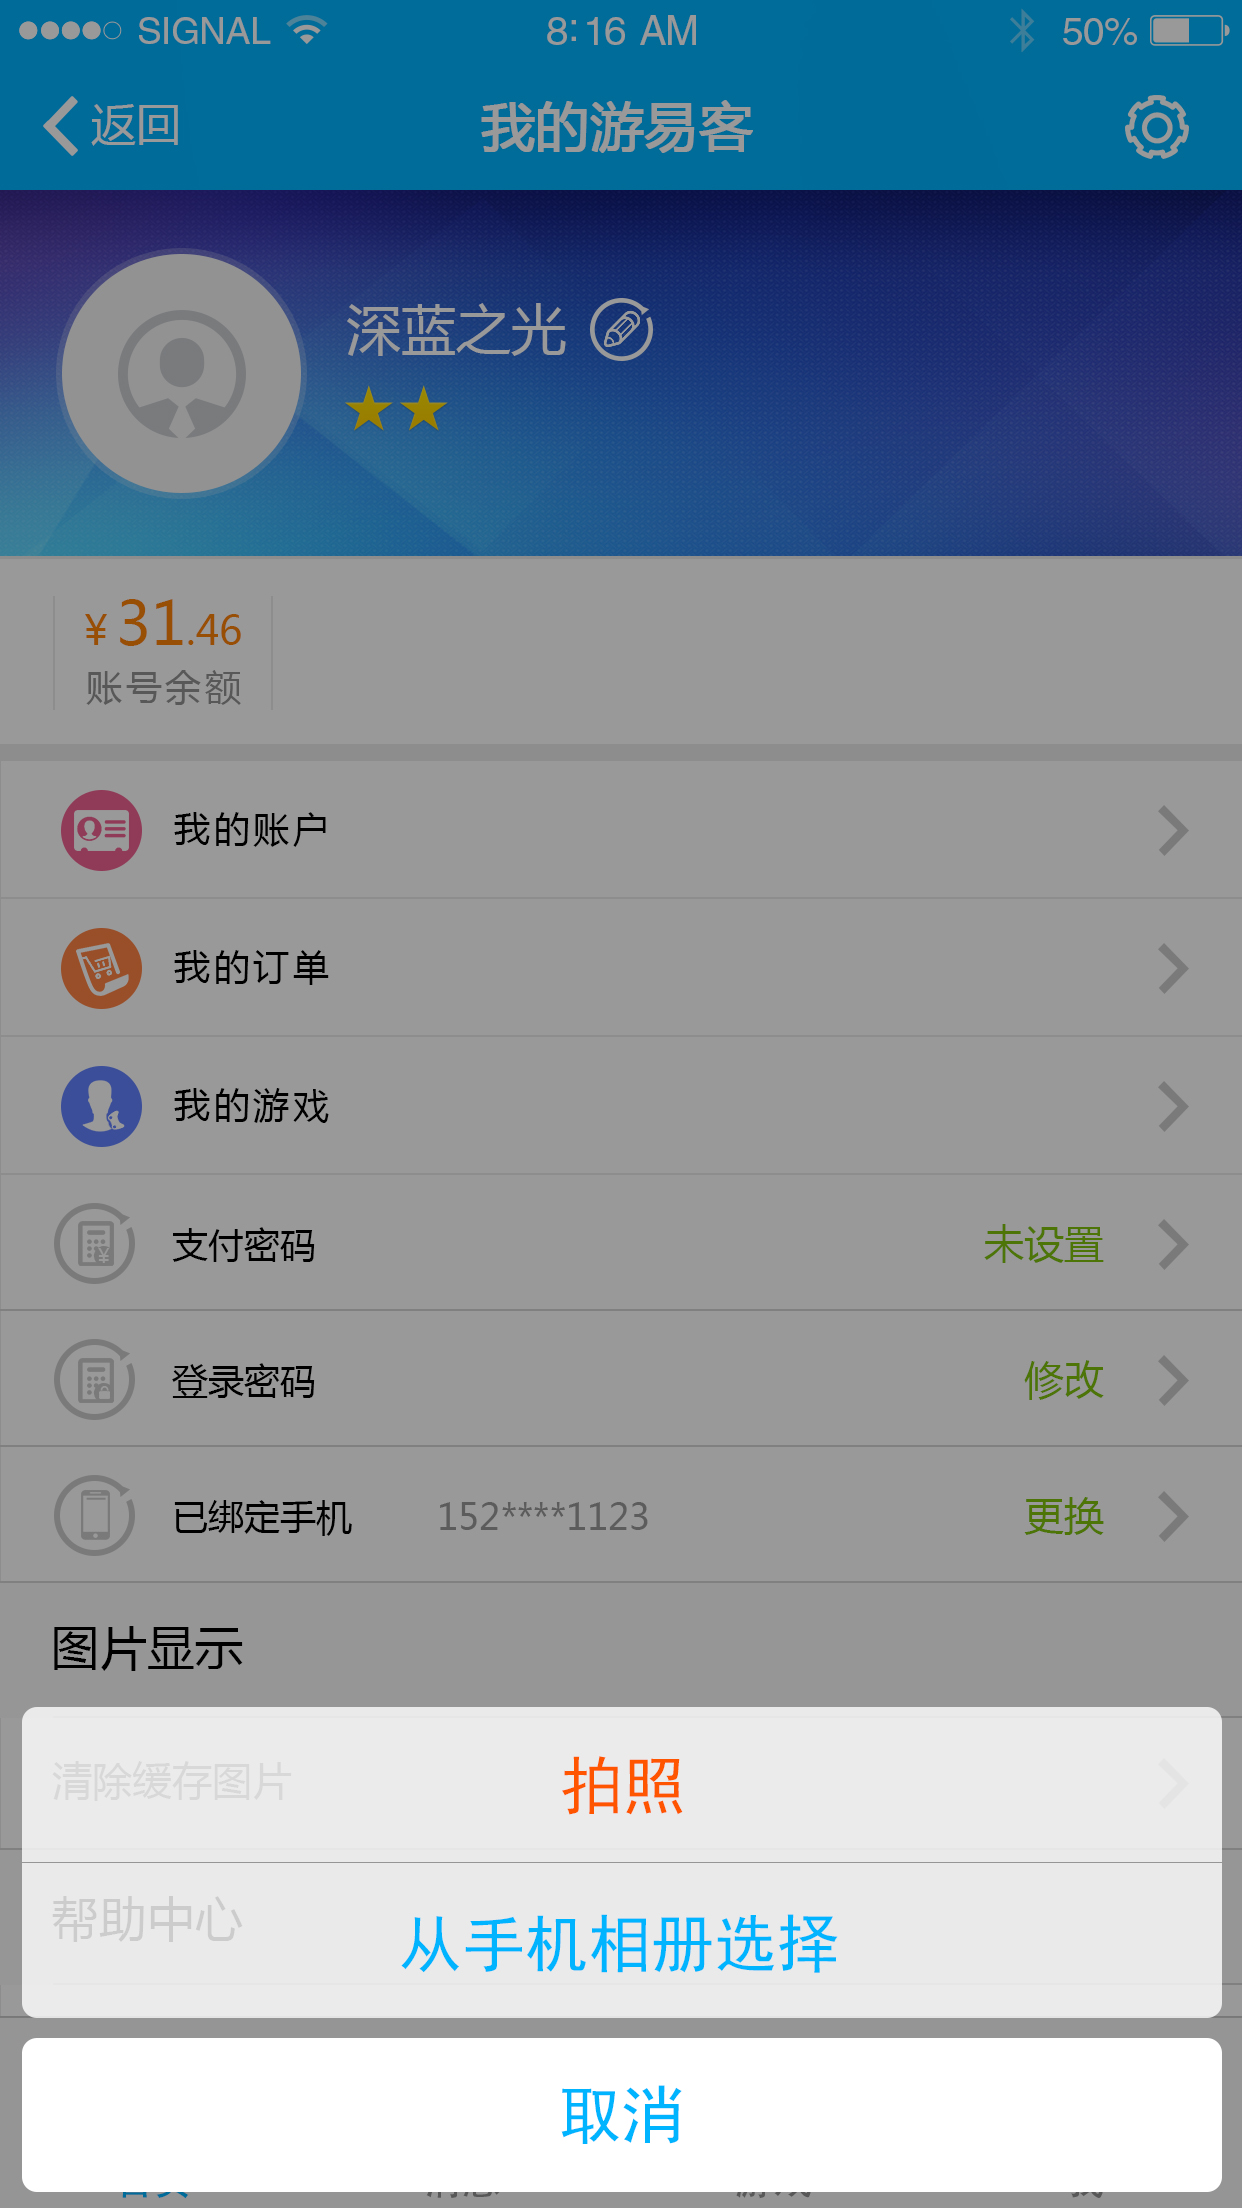 SIGNAL 8:16 AM 50%
返回 我的游易客
深蓝之光
¥31.46
账号余额
我的账户
我的订单
我的游戏
支付密码 未设置
登录密码 修改
已绑定手机 152****1123 更换
图片显示
清除缓存图片
拍照
帮助中心
从手机相册选择
取消